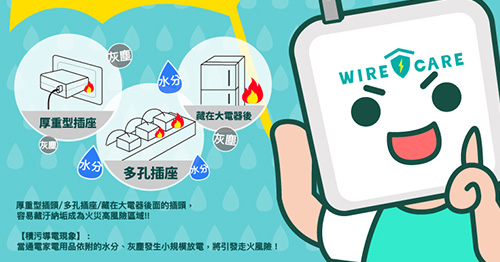 WIRE CARE
灰塵
水分
厚重型插座
藏在大電器後
灰塵
灰塵
水分
多孔插座
水分
厚重型插頭/多孔插座/藏在大電器後面的插頭，
容易藏汙納垢成為火災高風險區域!!
【積污導電現象】：
當通電家電用品依附的水分、灰塵發生小規模放電，將引發走火風險！